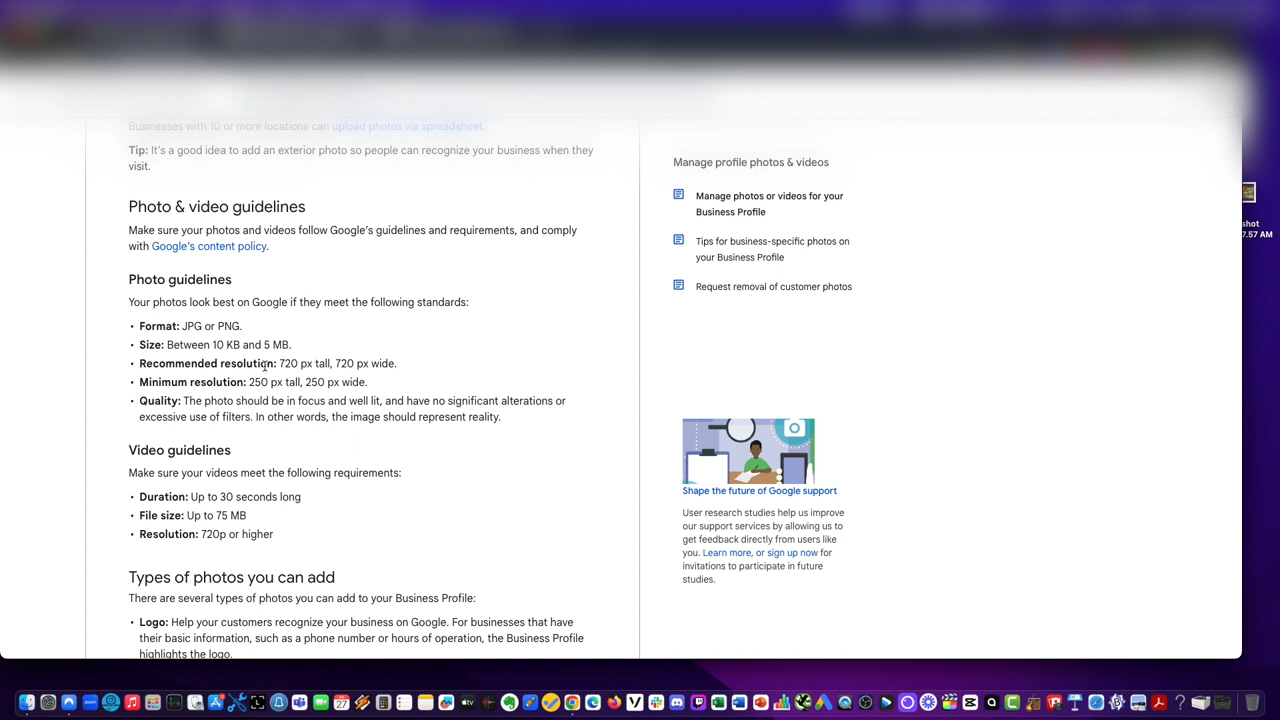 Businesses with 10 or more locations can upload photos via spreadsheet.
Tip: It's a good idea to add an exterior photo so people can recognize your business when they
visit.
Photo & video guidelines
Make sure your photos and videos follow Google's guidelines and requirements, and comply
with Google's content policy.
Photo guidelines
Your photos look best on Google if they meet the following standards:
• Format: JPG or PNG.
• Size: Between 10 KB and 5 MB.
• Recommended resolution: 720 px tall, 720 px wide.
• Minimum resolution: 250 px tall, 250 px wide.
• Quality: The photo should be in focus and well lit, and have no significant alterations or
excessive use of filters. In other words, the image should represent reality.
Video guidelines
Make sure your videos meet the following requirements:
• Duration: Up to 30 seconds long
• File size: Up to 75 MB
• Resolution: 720p or higher
Types of photos you can add
There are several types of photos you can add to your Business Profile:
• Logo: Help your customers recognize your business on Google. For businesses that have
their basic information, such as a phone number or hours of operation, the Business Profile
highlights the logo.
Manage profile photos & videos
Manage photos or videos for your
Business Profile
Tips for business-specific photos on
your Business Profile
Request removal of customer photos
Shape the future of Google support
User research studies help us improve
our support services by allowing us to
get feedback directly from users like
you. Learn more, or sign up now for
invitations to participate in future
studies.
shot
7.57 AM